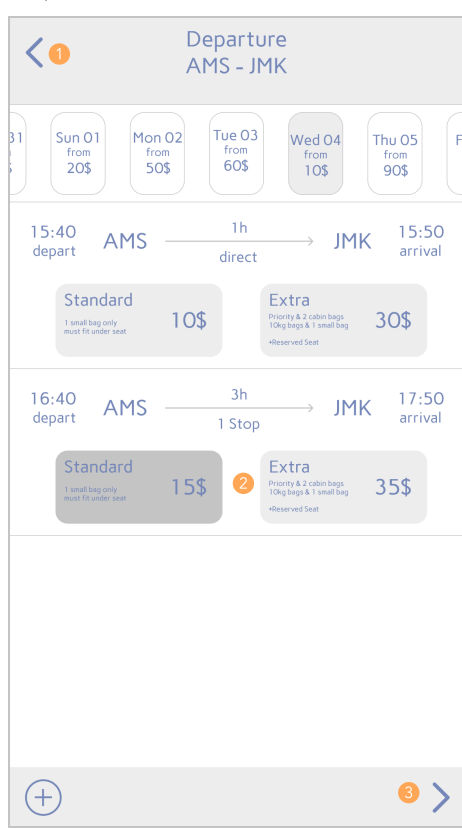 Departure
1
AMS - JMK
31 Sun 01 Mon 02 Tue 03 Wed 04 Thu 05 F
from from from from from
20$ 50$ 60$ 10$ 90$
15:40 AMS 1h JMK 15:50
depart direct arrival
Standard
1 small bag only
must fit under seat
10$
Extra
Priority & 2 cabin bags
10kg bags & 1 small bag
+Reserved Seat
30$
16:40 AMS 3h JMK 17:50
depart 1 Stop arrival
Standard
1 small bag only
must fit under seat
15$
2
Extra
Priority & 2 cabin bags
10kg bags & 1 small bag
+Reserved Seat
35$
3